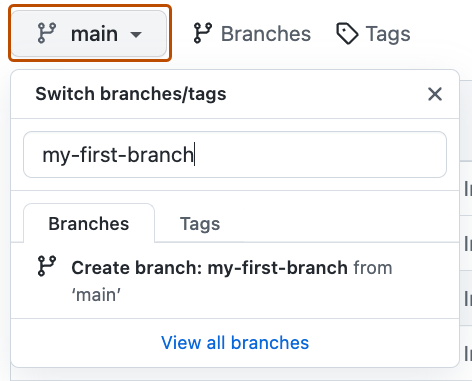 main
Branches
Tags
Switch branches/tags
my-first-branch
Branches
Tags
Create branch: my-first-branch from
‘main’
View all branches